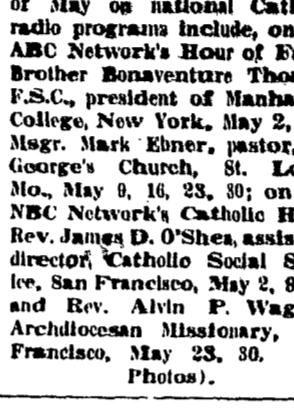 of May on national Cath
radio programs include, on
ABC Network's Hour of F
Brother Bonaventure Tho
F.S.C., president of Manha
College, New York, May 2,
Msgr. Mark Ebner, pastor,
George's Church, St. Lo
Mo., May 9, 16, 23, 30; on
NBC Network's Catholic H
Rev. James D. O'Shea, assis
director, Catholic Social S
ice, San Francisco, May 2, 9
and Rev. Alvin P. Wag
Archdiocesan Missionary,
Francisco, May 23, 30.
Photos).